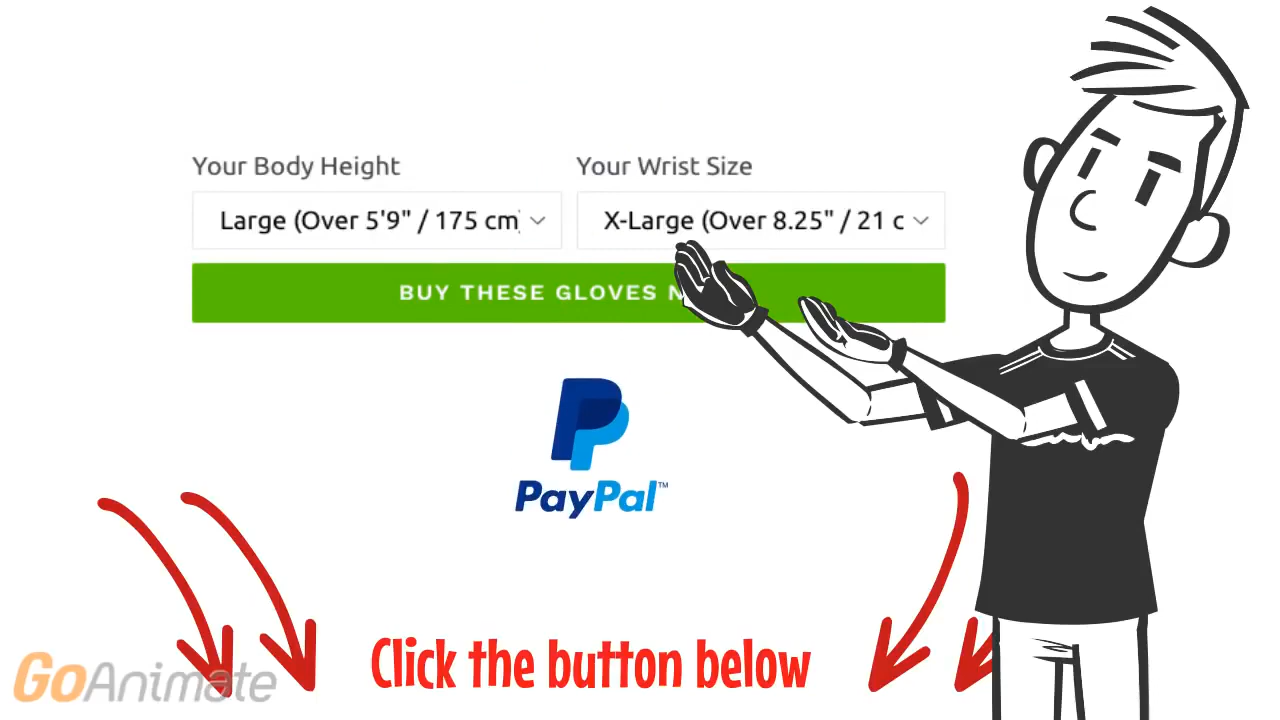 Your Body Height
Your Wrist Size
Large (Over 5'9" / 175 cm)
X-Large (Over 8.25" / 21 c
BUY THESE GLOVES N
PayPal™
Click the button below
GoAnimate